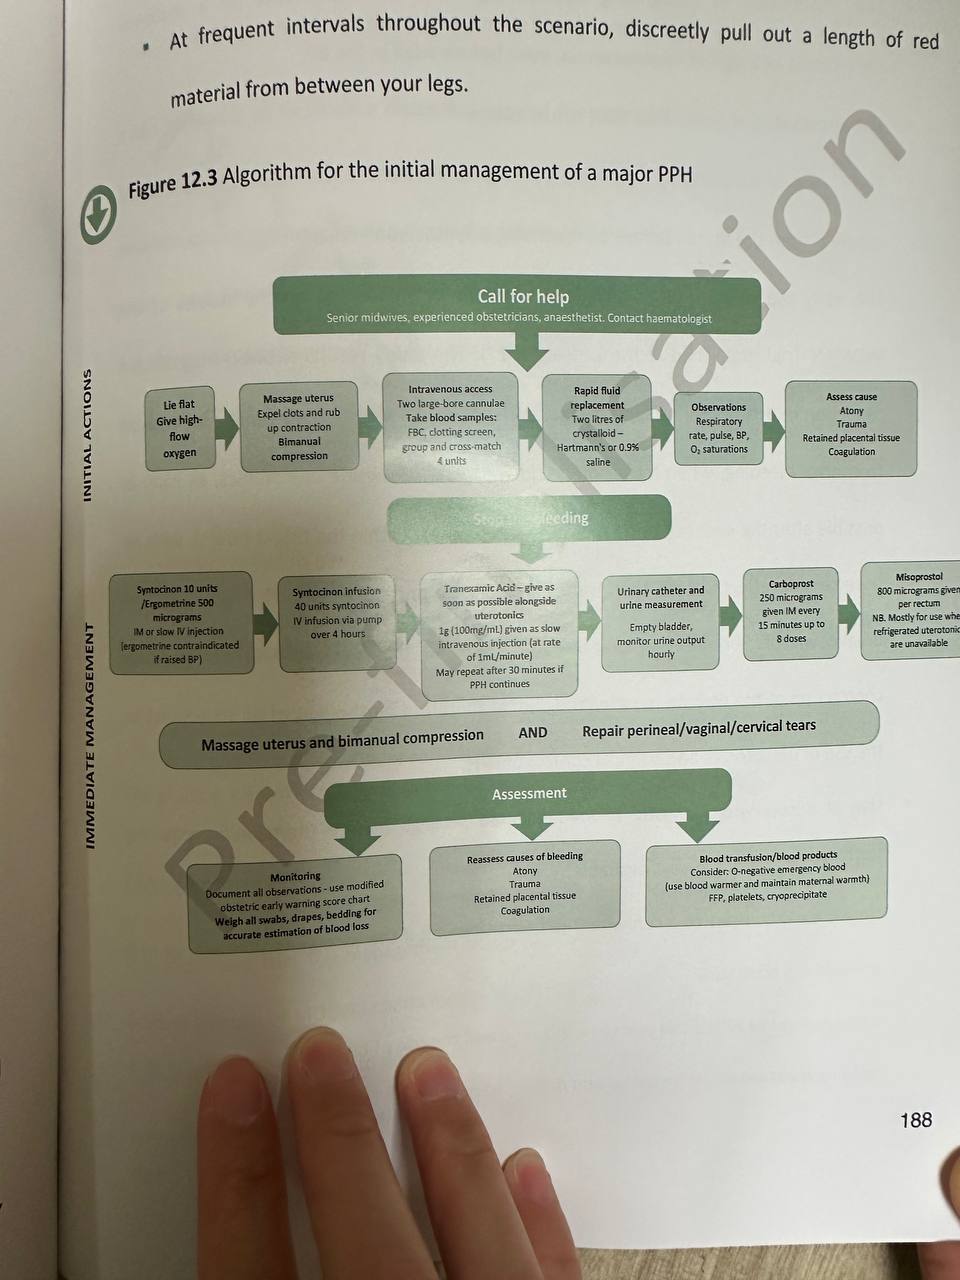 ▪ At frequent intervals throughout the scenario, discreetly pull out a length of red
material from between your legs.
Figure 12.3 Algorithm for the initial management of a major PPH
Call for help
Senior midwives, experienced obstetricians, anaesthetist. Contact haematologist
INITIAL ACTIONS
Lie flat
Give high-
flow
oxygen
Massage uterus
Expel clots and rub
up contraction
Bimanual
compression
Intravenous access
Two large-bore cannulae
Take blood samples:
FBC, clotting screen,
group and cross-match
4 units
Rapid fluid
replacement
Two litres of
crystalloid –
Hartmann's or 0.9%
saline
Observations
Respiratory
rate, pulse, BP,
O₂ saturations
Assess cause
Atony
Trauma
Retained placental tissue
Coagulation
Stop bleeding
IMMEDIATE MANAGEMENT
Syntocinon 10 units
/Ergometrine 500
micrograms
IM or slow IV injection
(ergometrine contraindicated
if raised BP)
Syntocinon infusion
40 units syntocinon
IV infusion via pump
over 4 hours
Tranexamic Acid – give as
soon as possible alongside
uterotonics
1g (100mg/mL) given as slow
intravenous injection (at rate
of 1mL/minute)
May repeat after 30 minutes if
PPH continues
Urinary catheter and
urine measurement
Empty bladder,
monitor urine output
hourly
Carboprost
250 micrograms
given IM every
15 minutes up to
8 doses
Misoprostol
800 micrograms given
per rectum
NB. Mostly for use whe
refrigerated uterotonic
are unavailable
Massage uterus and bimanual compression AND Repair perineal/vaginal/cervical tears
Assessment
Monitoring
Document all observations - use modified
obstetric early warning score chart
Weigh all swabs, drapes, bedding for
accurate estimation of blood loss
Reassess causes of bleeding
Atony
Trauma
Retained placental tissue
Coagulation
Blood transfusion/blood products
Consider: O-negative emergency blood
(use blood warmer and maintain maternal warmth)
FFP, platelets, cryoprecipitate
188